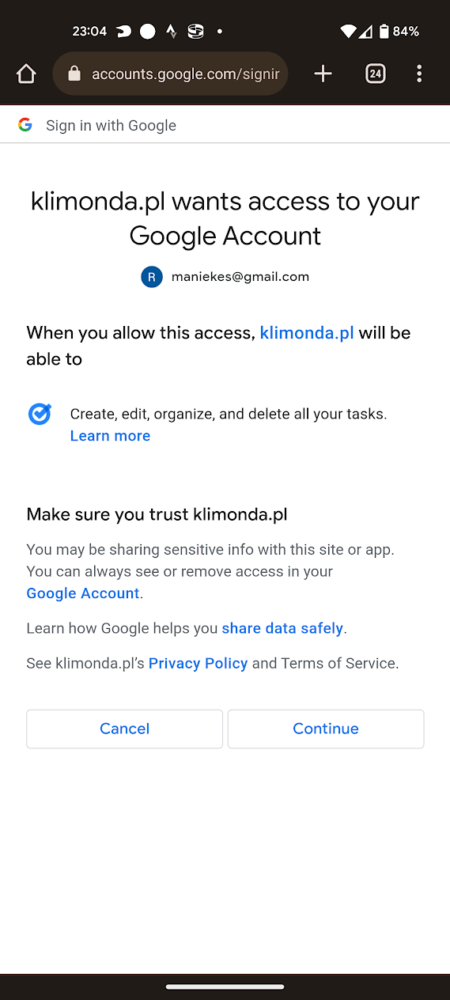 23:04
84%
accounts.google.com/signir
24
Sign in with Google
klimonda.pl wants access to your
Google Account
R
maniekes@gmail.com
When you allow this access, klimonda.pl will be
able to
Create, edit, organize, and delete all your tasks.
Learn more
Make sure you trust klimonda.pl
You may be sharing sensitive info with this site or app.
You can always see or remove access in your
Google Account.
Learn how Google helps you share data safely.
See klimonda.pl’s Privacy Policy and Terms of Service.
Cancel
Continue